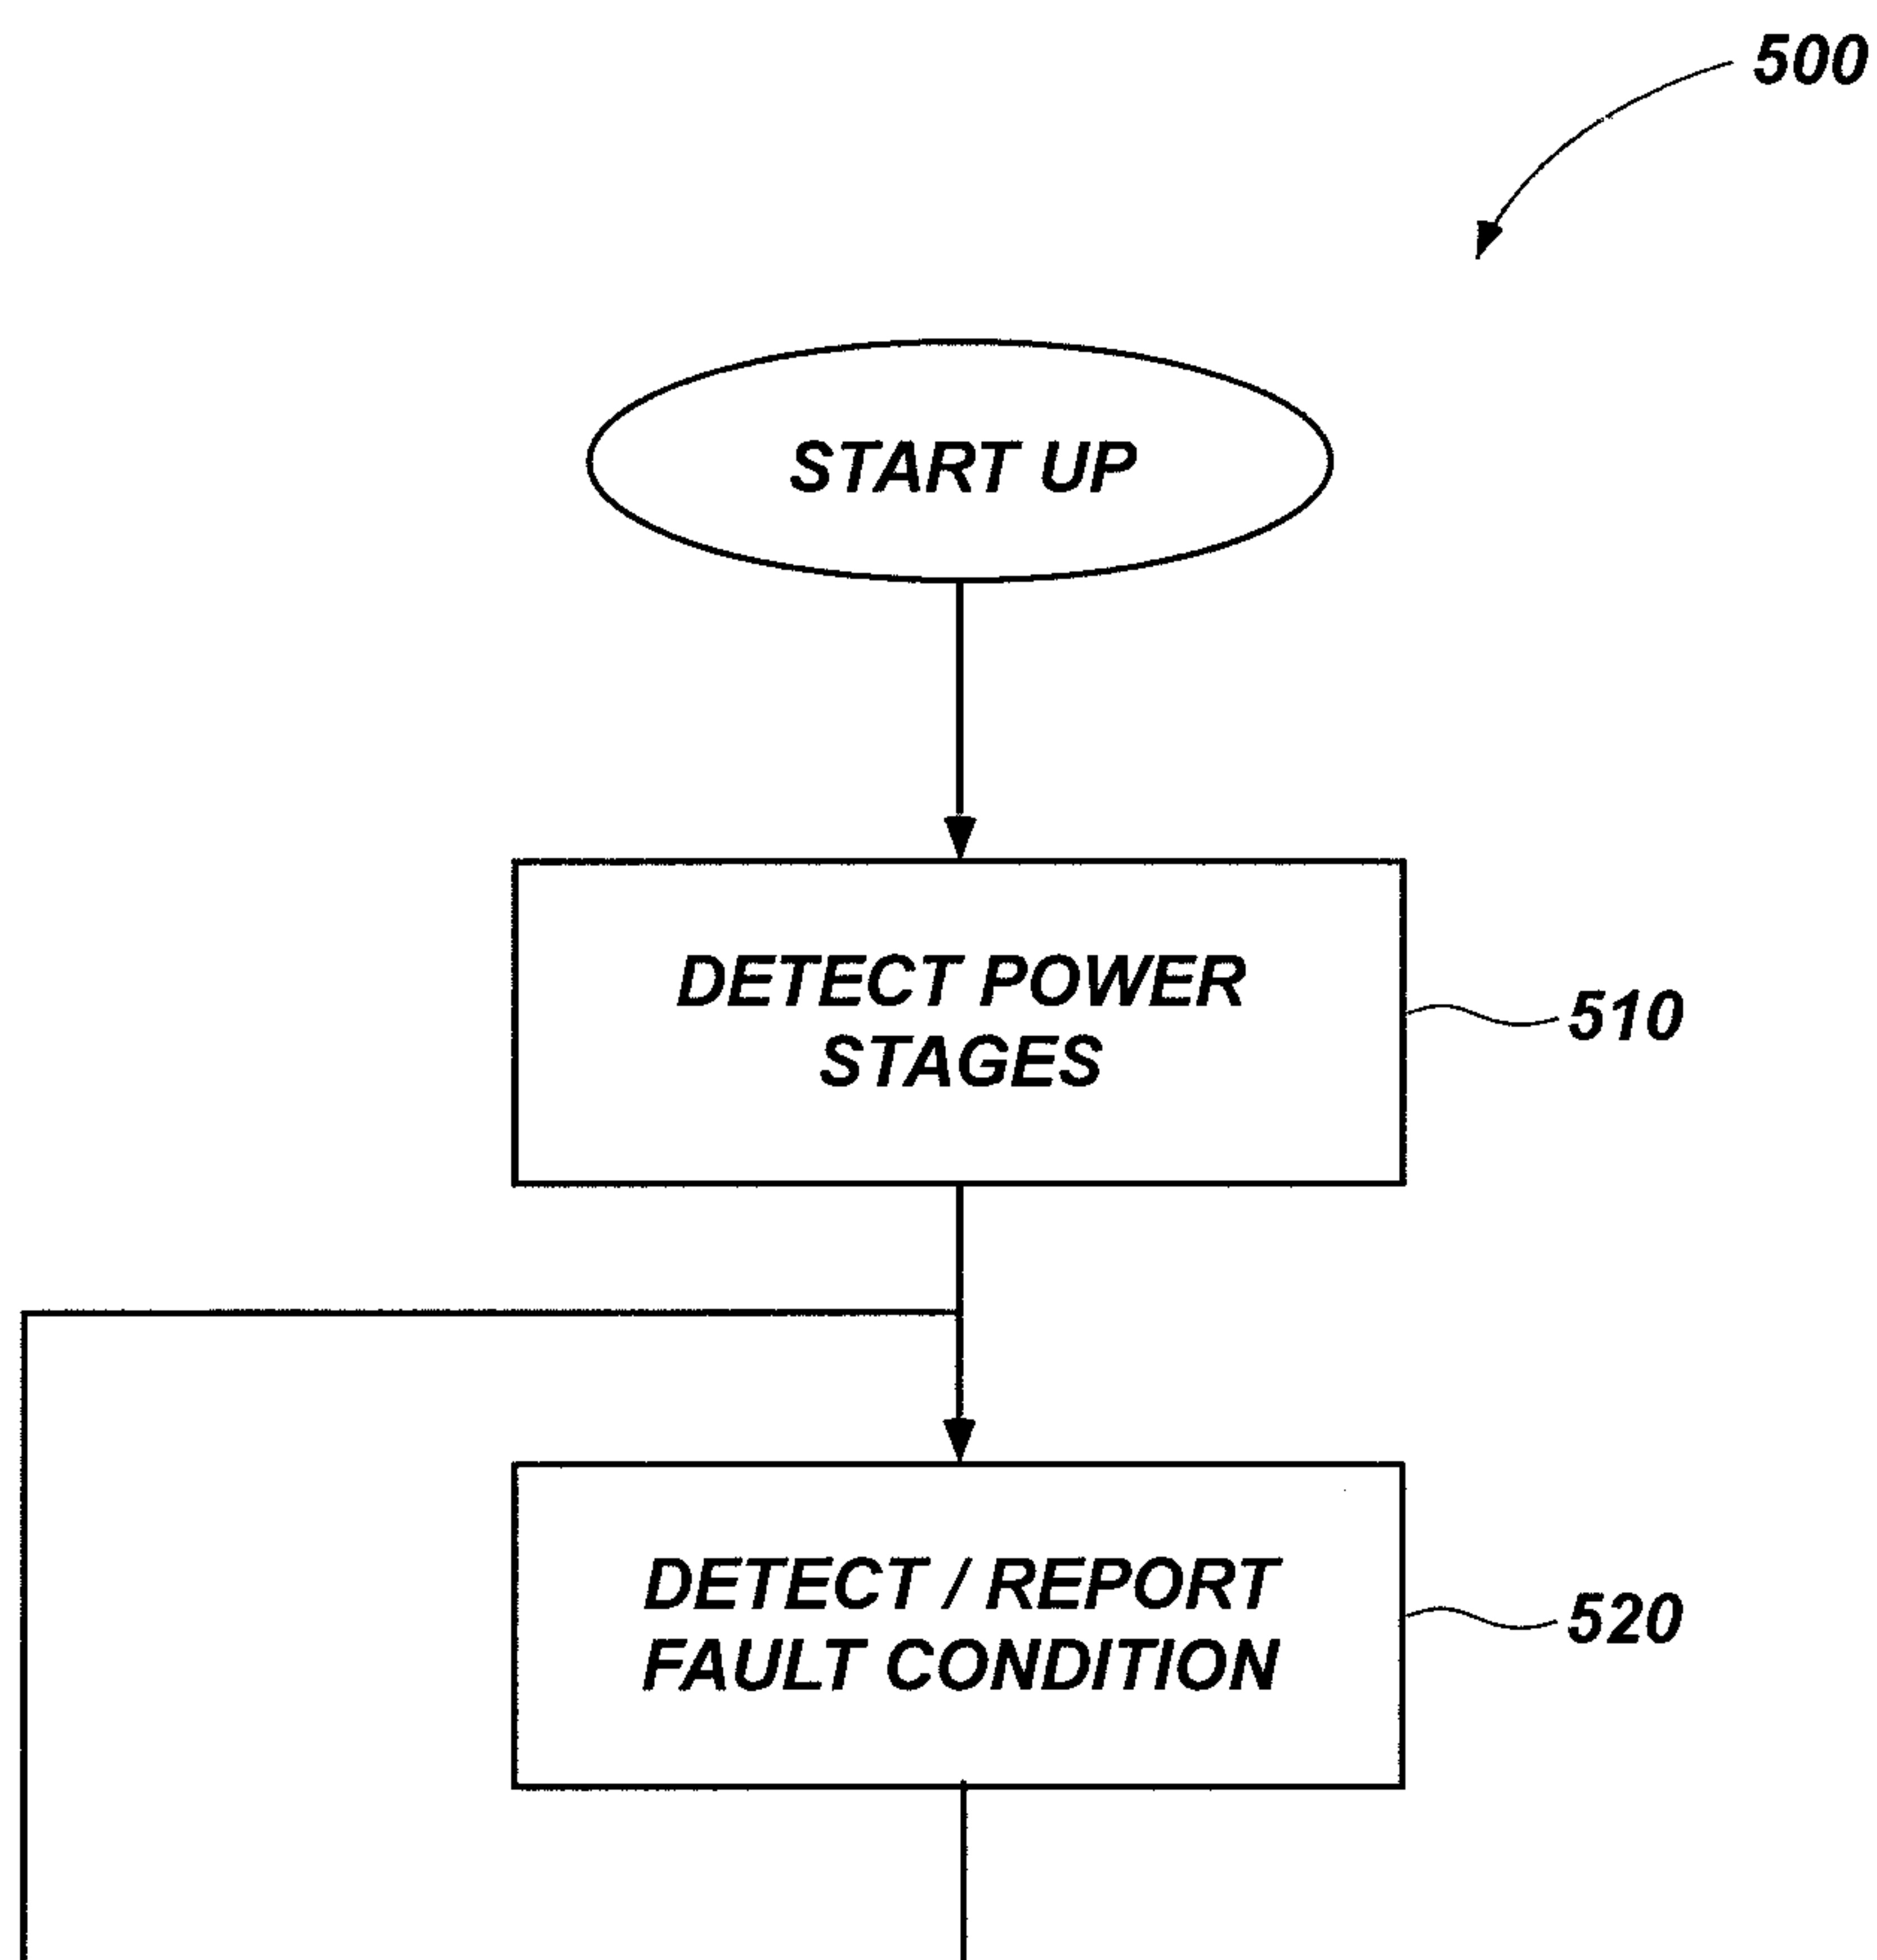 500
START UP
DETECT POWER
STAGES
510
DETECT / REPORT
FAULT CONDITION
520